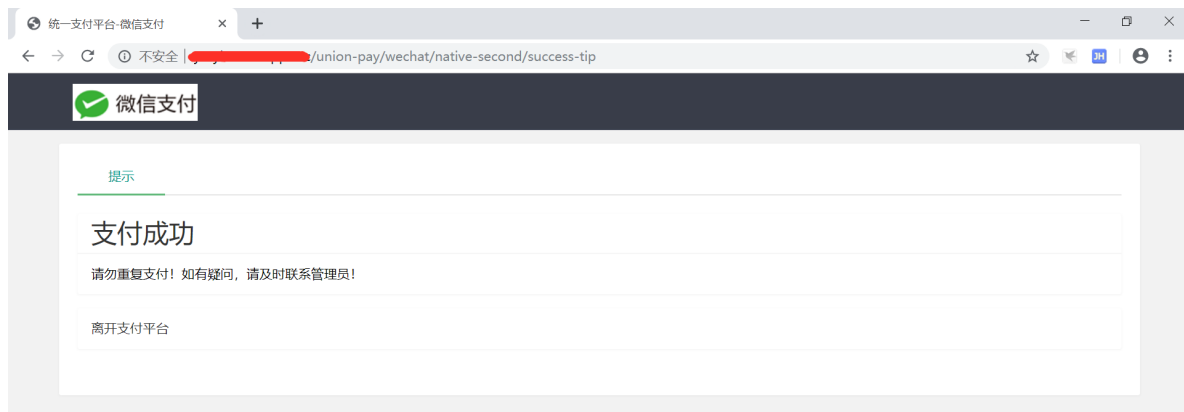 统一支付平台-微信支付
不安全 | /union-pay/wechat/native-second/success-tip
JH
微信支付
提示
支付成功
请勿重复支付！如有疑问，请及时联系管理员！
离开支付平台